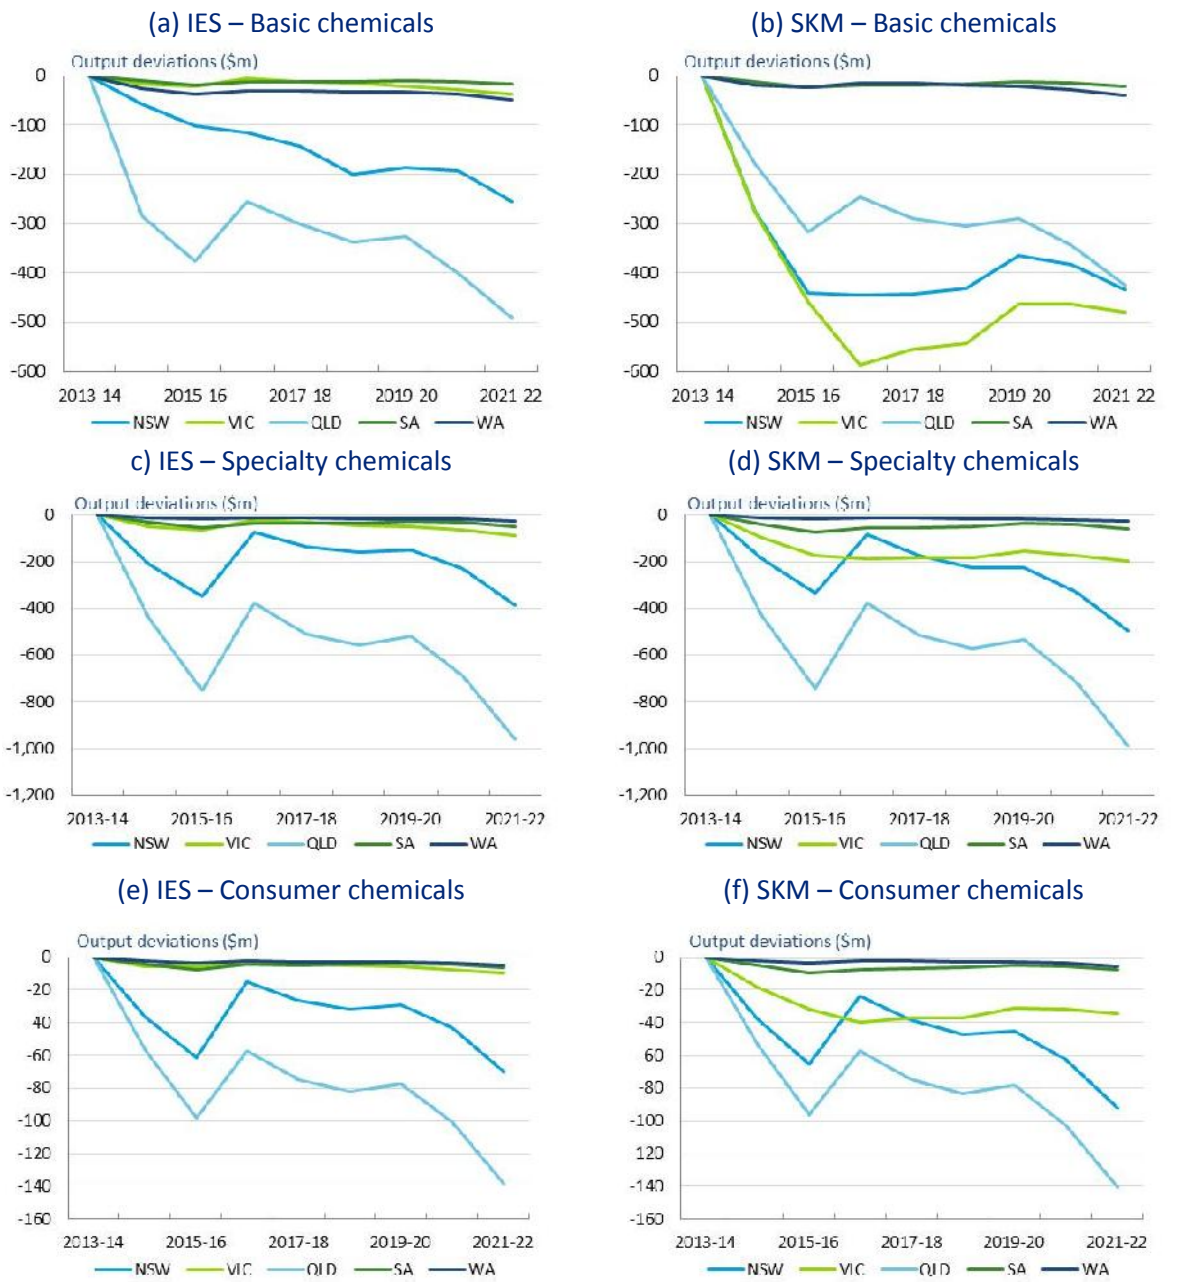 (a) IES – Basic chemicals
Output deviations ($m)
0
-100
-200
-300
-400
-500
-600
2013-14 2015-16 2017-18 2019-20 2021-22
NSW VIC QLD SA WA
(b) SKM – Basic chemicals
Output deviations ($m)
0
-100
-200
-300
-400
-500
-600
2013-14 2015-16 2017-18 2019-20 2021-22
NSW VIC QLD SA WA
c) IES – Specialty chemicals
Output deviations ($m)
0
-200
-400
-600
-800
-1,000
-1,200
2013-14 2015-16 2017-18 2019-20 2021-22
NSW VIC QLD SA WA
(d) SKM – Specialty chemicals
Output deviations ($m)
0
-200
-400
-600
-800
-1,000
-1,200
2013-14 2015-16 2017-18 2019-20 2021-22
NSW VIC QLD SA WA
(e) IES – Consumer chemicals
Output deviations ($m)
0
-20
-40
-60
-80
-100
-120
-140
-160
2013-14 2015-16 2017-18 2019-20 2021-22
NSW VIC QLD SA WA
(f) SKM – Consumer chemicals
Output deviations ($m)
0
-20
-40
-60
-80
-100
-120
-140
-160
2013-14 2015-16 2017-18 2019-20 2021-22
NSW VIC QLD SA WA